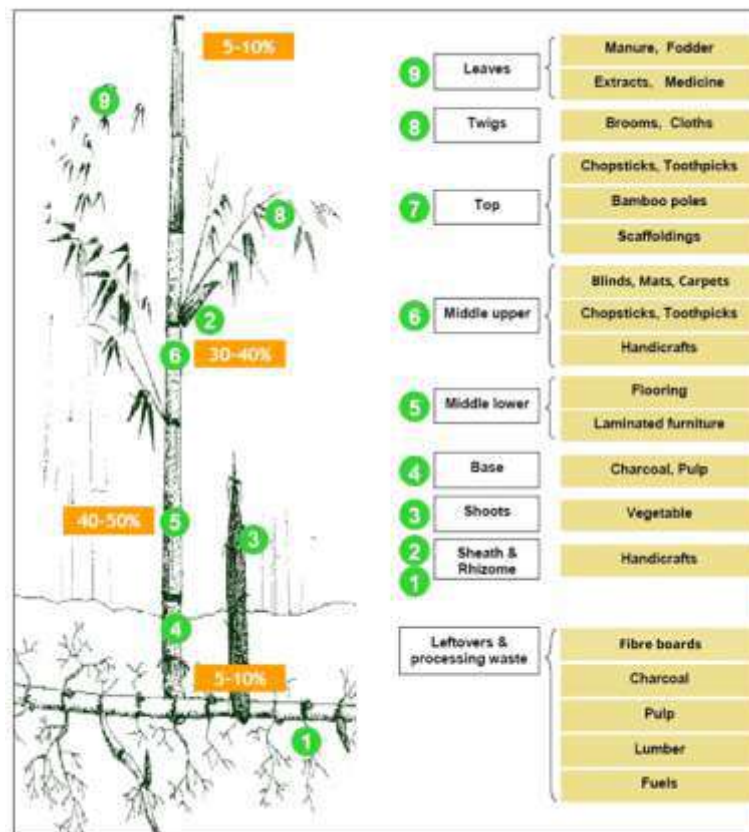 5-10%
9
8
2
6
30-40%
40-50%
5
3
4
5-10%
1
9
Leaves
Manure, Fodder
Extracts, Medicine
8
Twigs
Brooms, Cloths
7
Top
Chopsticks, Toothpicks
Bamboo poles
Scaffoldings
6
Middle upper
Blinds, Mats, Carpets
Chopsticks, Toothpicks
Handicrafts
5
Middle lower
Flooring
Laminated furniture
4
Base
Charcoal, Pulp
3
Shoots
Vegetable
2
1
Sheath &
Rhizome
Handicrafts
Leftovers &
processing waste
Fibre boards
Charcoal
Pulp
Lumber
Fuels